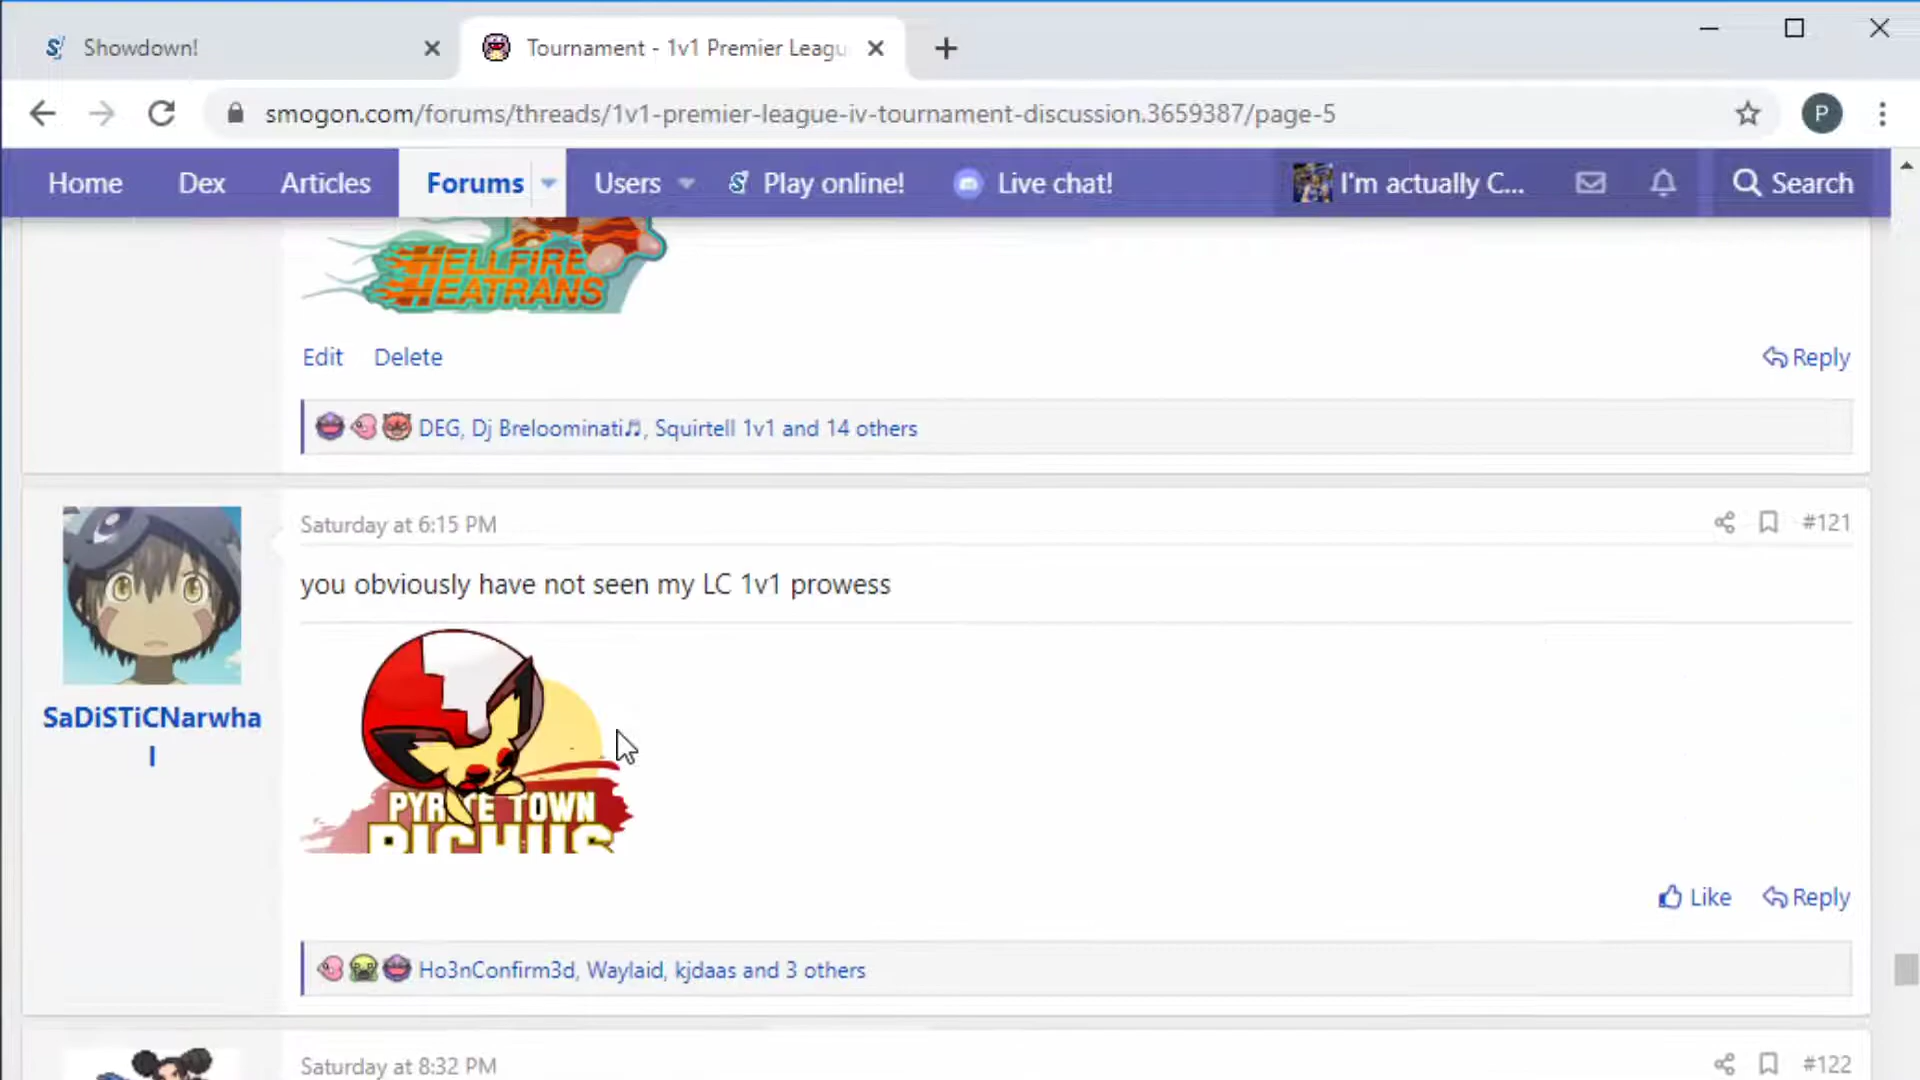 Showdown!
Tournament - 1v1 Premier Leagu
smogon.com/forums/threads/1v1-premier-league-iv-tournament-discussion.3659387/page-5
P
Home Dex Articles Forums Users Play online! Live chat! I'm actually C... Search
HELLFIRE
HEATRANS
Edit Delete Reply
DEG, Dj Breloominati♬, Squirtell 1v1 and 14 others
Saturday at 6:15 PM #121
you obviously have not seen my LC 1v1 prowess
SaDiSTiCNarwha
l
TOWN
Like Reply
Ho3nConfirm3d, Waylaid, kjdaas and 3 others
Saturday at 8:32 PM #122